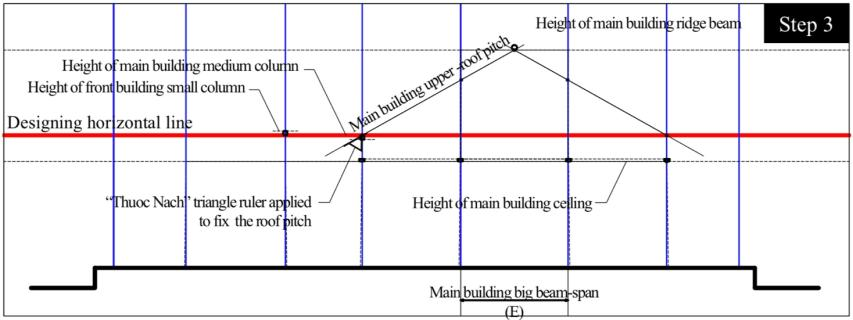 Step 3
Height of main building ridge beam
Main building upper -roof pitch
Height of main building medium column
Height of front building small column
Designing horizontal line
“Thuoc Nach” triangle ruler applied
to fix the roof pitch
Height of main building ceiling
Main building big beam-span
(E)